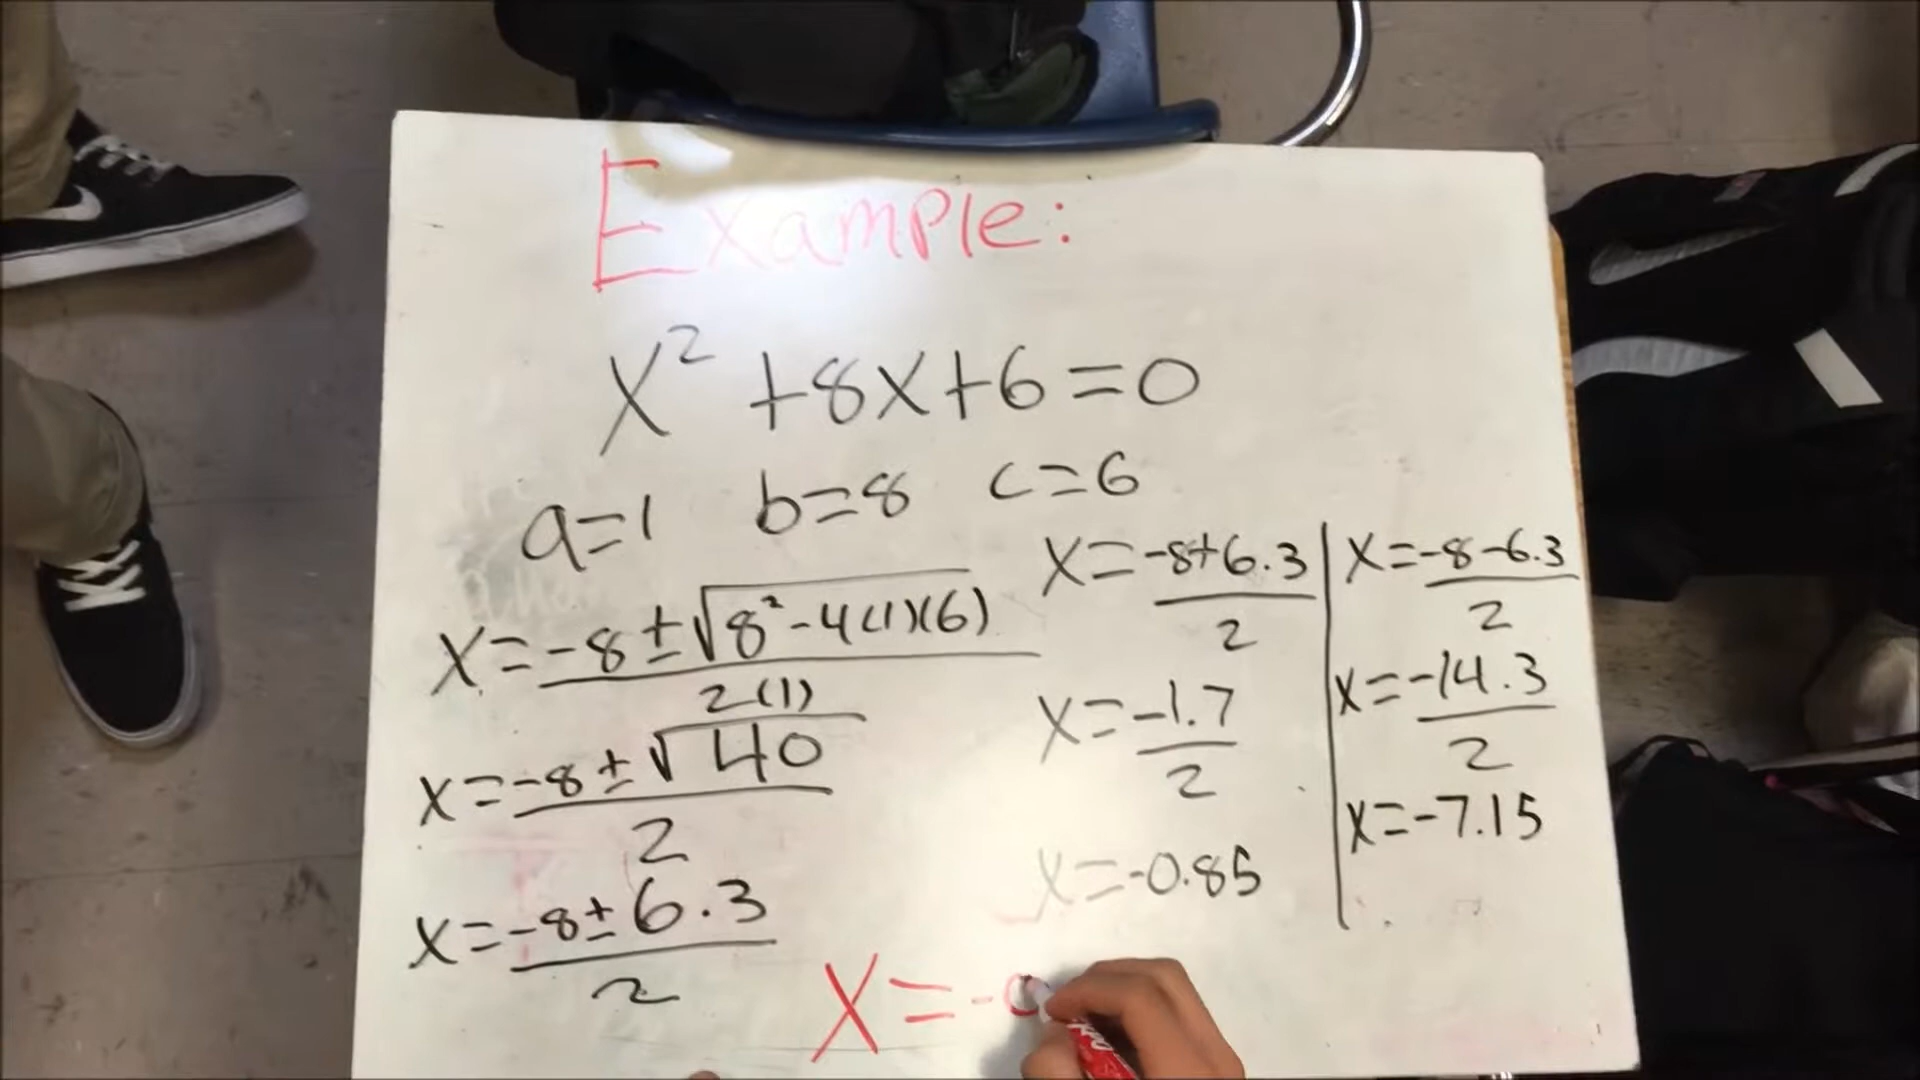 Example:
x² +8x+6=0
a=1 b=8 c=6
x=-8±√8²-4(1)(6)
2(1)
x=-8±√40
2
x=-8±6.3
2
x=-8+6.3
2
x=-1.7
2
x=-0.85
x=-8-6.3
2
x=-14.3
2
x=-7.15
x=-0